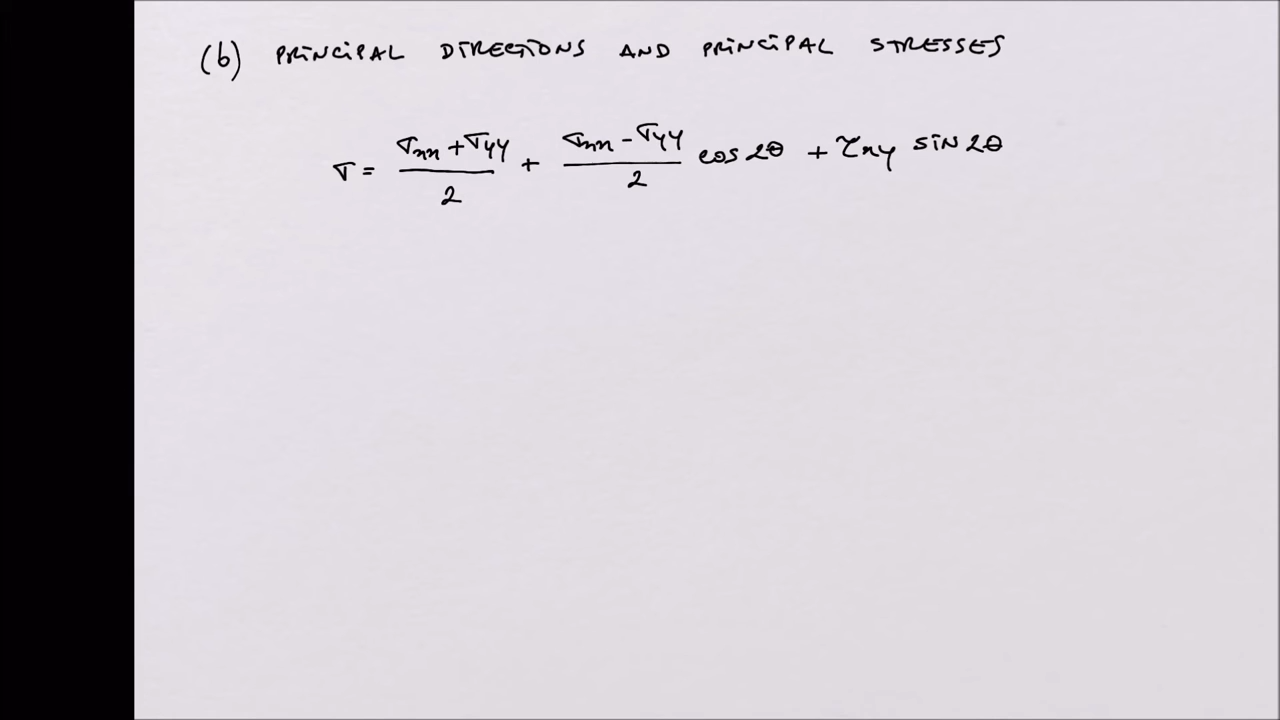 (b) PRINCIPAL DIRECTIONS AND PRINCIPAL STRESSES
σ = (σxx + σyy)/2 + (σxx - σyy)/2 cos 2θ + τxy sin 2θ